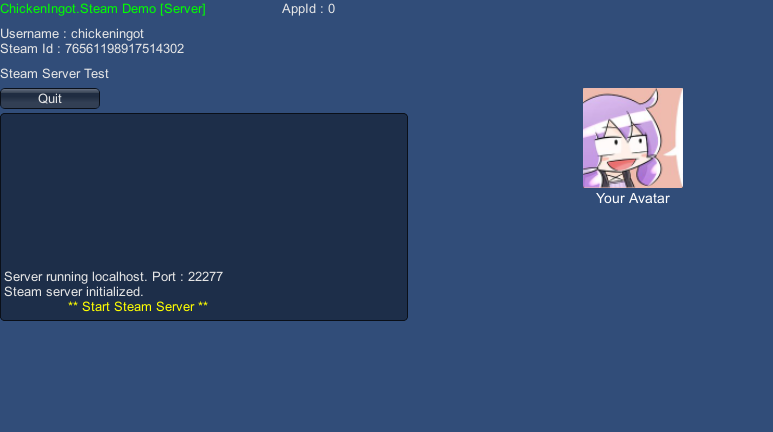 ChickenIngot.Steam Demo [Server] AppId : 0
Username : chickeningot
Steam Id : 76561198917514302
Steam Server Test
Quit
Your Avatar
Server running localhost. Port : 22277
Steam server initialized.
** Start Steam Server **